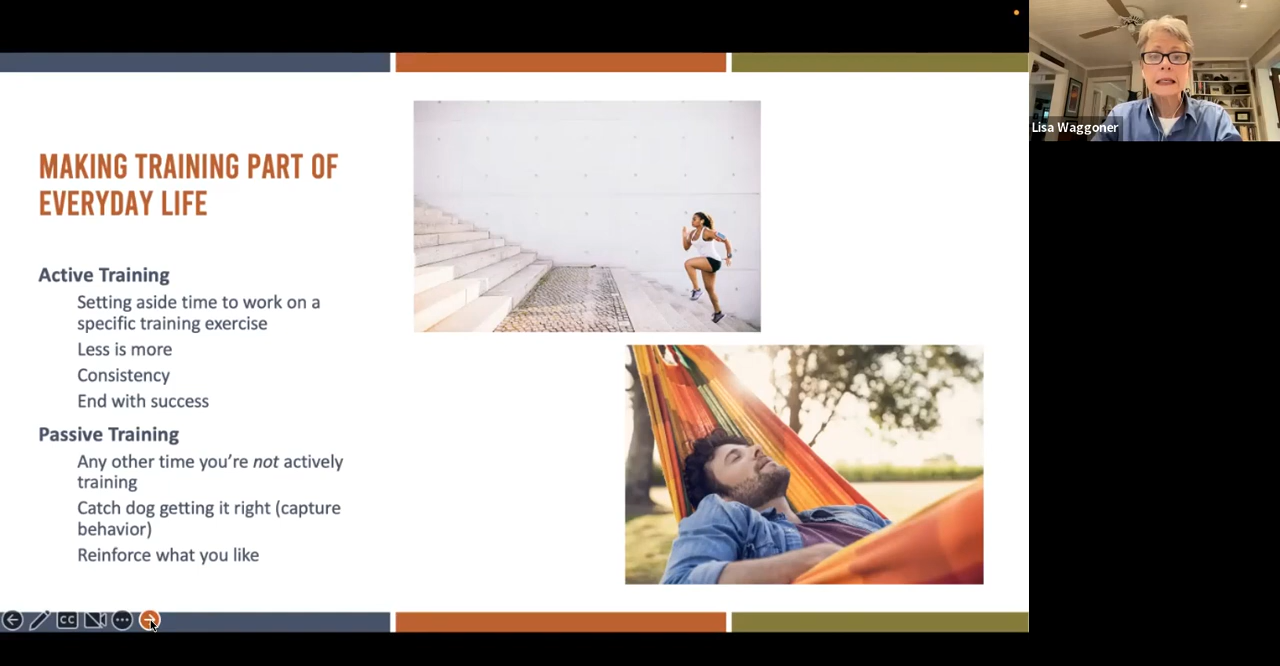 MAKING TRAINING PART OF
EVERYDAY LIFE
Active Training
Setting aside time to work on a
specific training exercise
Less is more
Consistency
End with success
Passive Training
Any other time you’re not actively
training
Catch dog getting it right (capture
behavior)
Reinforce what you like
CC
Lisa Waggoner